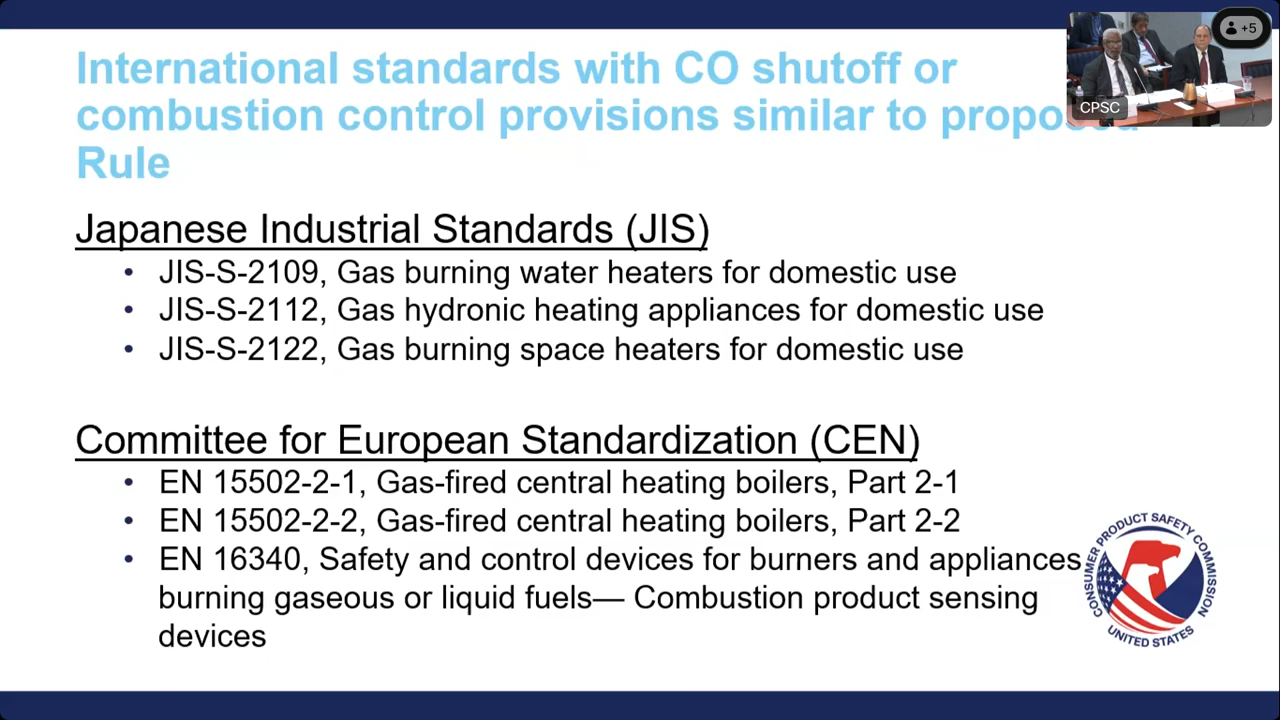 International standards with CO shutoff or
combustion control provisions similar to proposed
Rule
+5
CPSC
Japanese Industrial Standards (JIS)
• JIS-S-2109, Gas burning water heaters for domestic use
• JIS-S-2112, Gas hydronic heating appliances for domestic use
• JIS-S-2122, Gas burning space heaters for domestic use
Committee for European Standardization (CEN)
• EN 15502-2-1, Gas-fired central heating boilers, Part 2-1
• EN 15502-2-2, Gas-fired central heating boilers, Part 2-2
• EN 16340, Safety and control devices for burners and appliances
burning gaseous or liquid fuels— Combustion product sensing
devices
CONSUMER PRODUCT SAFETY COMMISSION
UNITED STATES